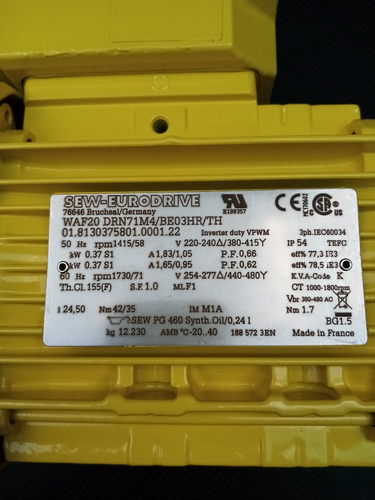 SEW-EURODRIVE
76646 Bruchsal/Germany
E189357
MCTN4602
WAF20 DRN71M4/BE03HR/TH
01.8130375801.0001.22 Inverter duty VPWM 3ph.IEC60034
50 Hz rpm1415/58 V 220-240Δ/380-415Y IP 54 TEFC
kW 0.37 S1 A 1,83/1,05 P.F. 0,66 eff% 77,3 IE3
kW 0.37 S1 A 1,65/0,95 P.F. 0,62 eff% 78,5 IE3
60 Hz rpm1730/71 V 254-277Δ/440-480Y K.V.A-Code K
Th.Cl.155(F) S.F. 1.0 ML F1 CT 1000-1800rpm
Vbr 380-480 AC
i 24,50 Nm 42/35 IM M1A Nm 1.7
SEW PG 460 Synth.Oil/0,24 l BG1.5
kg 12.230 AMB °C -20..40 188 572 3EN Made in France